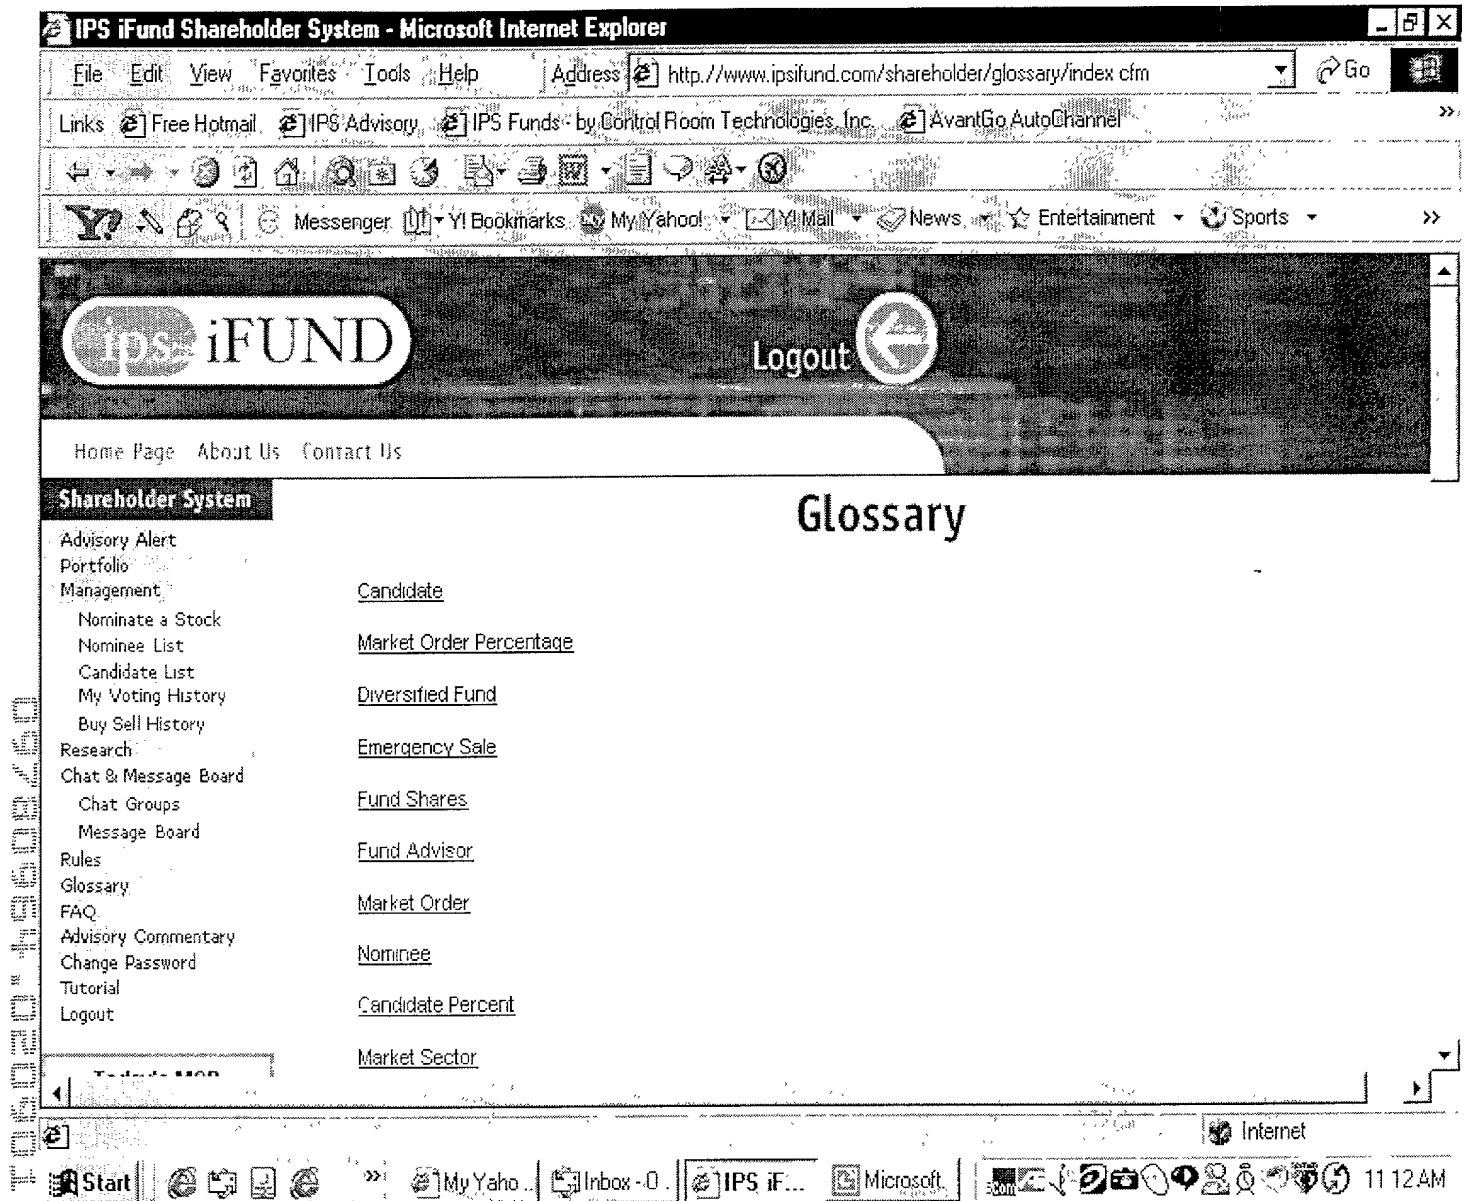 IPS iFund Shareholder System - Microsoft Internet Explorer
File Edit View Favorites Tools Help Address http.//www.ipsifund.com/shareholder/glossary/index cfm Go
Links Free Hotmail IPS Advisory IPS Funds - by Control Room Technologies, Inc. AvantGo AutoChannel »
Y? Messenger Y! Bookmarks My Yahoo! Y! Mail News Entertainment Sports »
ips iFUND
Logout
Home Page About Us Contact Us
Shareholder System
Glossary
Advisory Alert
Portfolio
Management
Candidate
Nominate a Stock
Nominee List
Market Order Percentage
Candidate List
My Voting History
Diversified Fund
Buy Sell History
Research
Emergency Sale
Chat & Message Board
Chat Groups
Fund Shares
Message Board
Rules
Fund Advisor
Glossary
FAQ
Market Order
Advisory Commentary
Change Password
Nominee
Tutorial
Logout
Candidate Percent
Market Sector
Internet
Start » My Yaho... Inbox - O. IPS iF... Microsoft. 11 12 AM